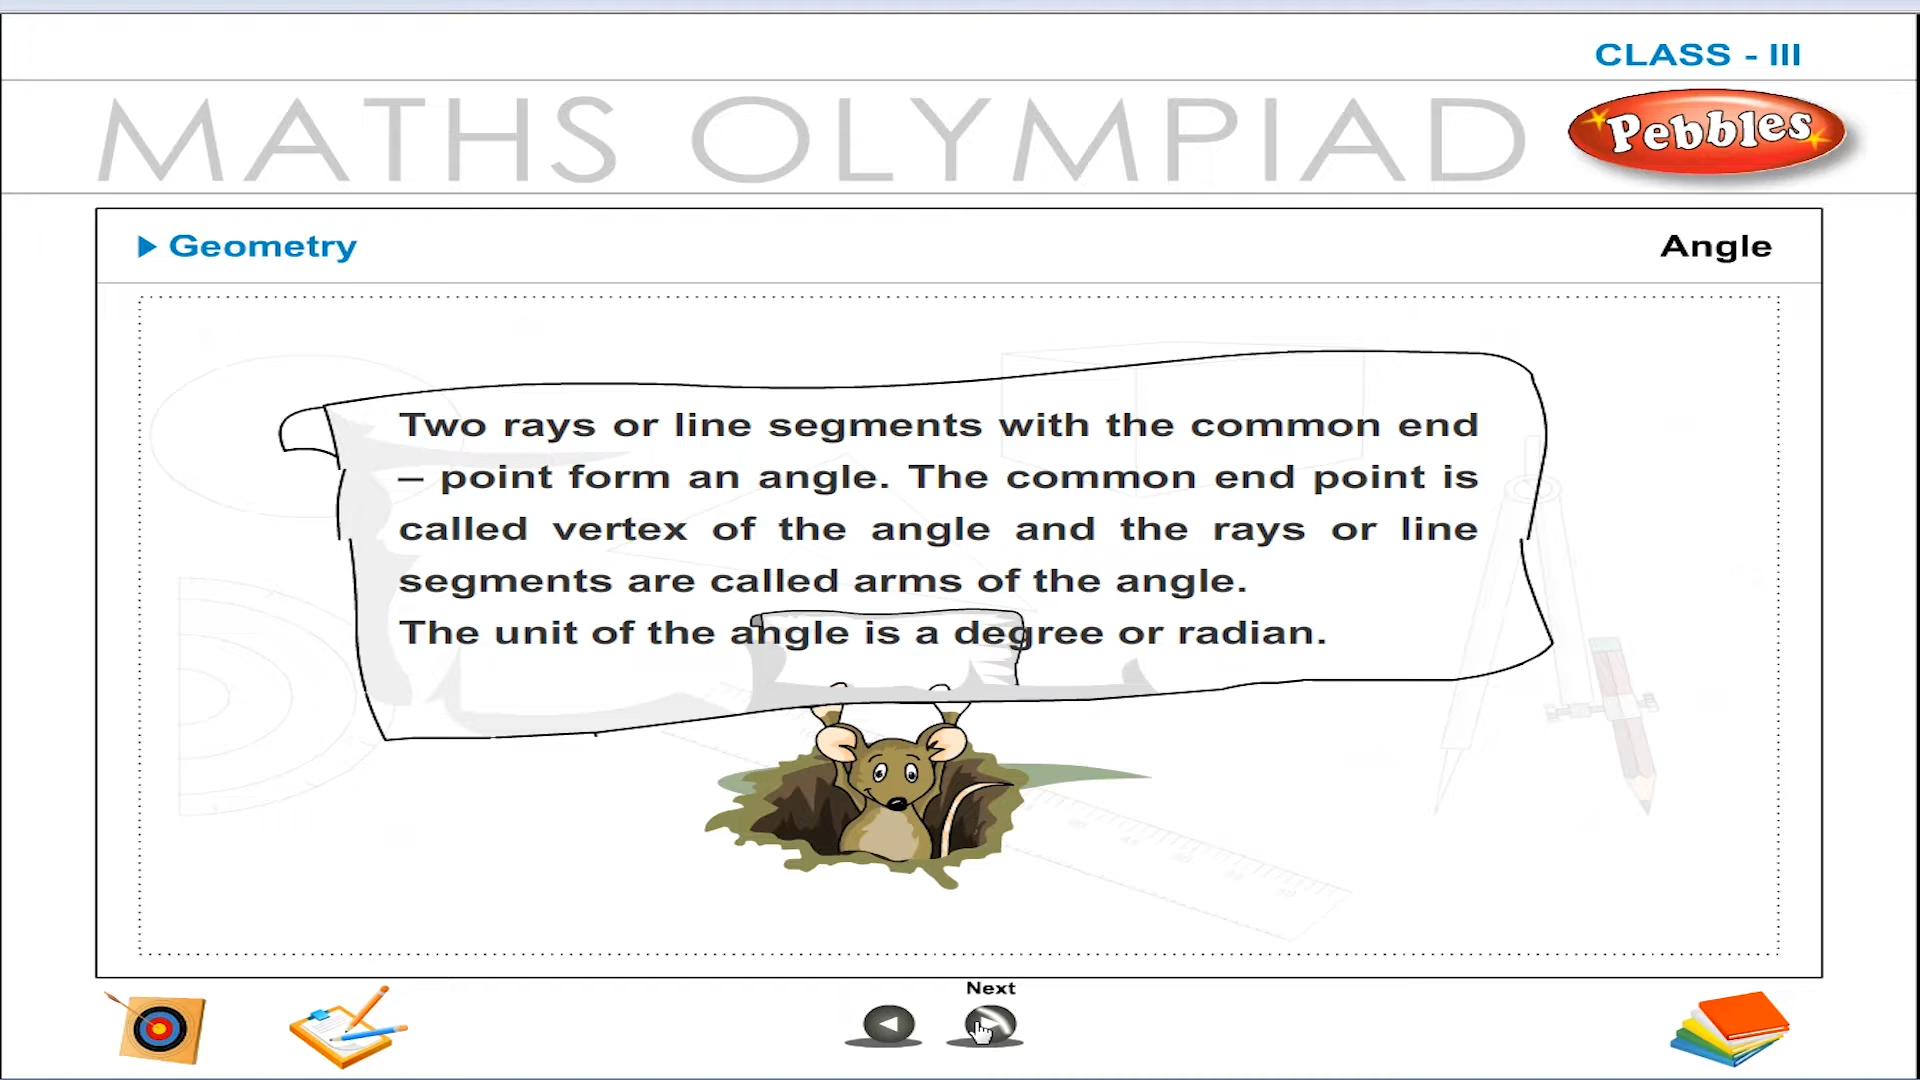 CLASS - III
MATHS OLYMPIAD
Pebbles
Geometry
Angle
Two rays or line segments with the common end
– point form an angle. The common end point is
called vertex of the angle and the rays or line
segments are called arms of the angle.
The unit of the angle is a degree or radian.
Next